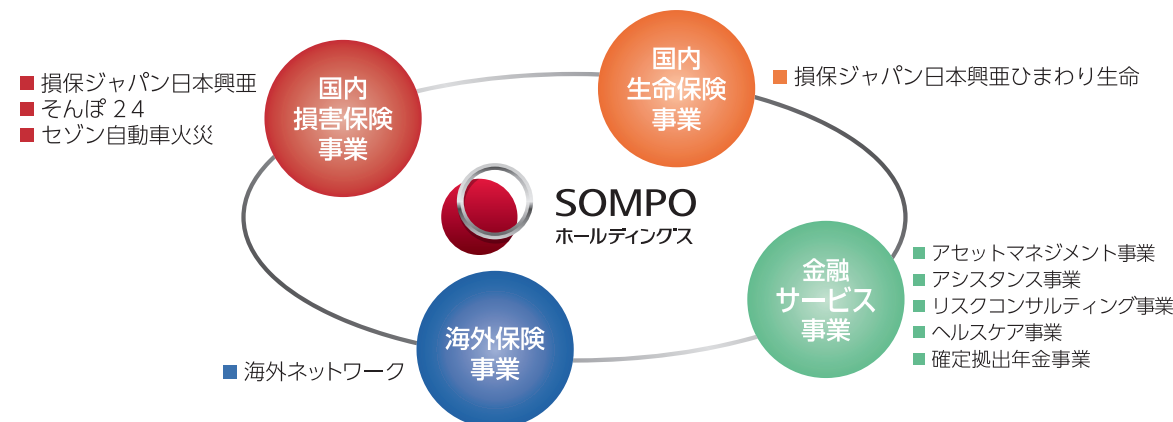 国内
損害保険
事業
損保ジャパン日本興亜
そんぽ24
セゾン自動車火災
国内
生命保険
事業
損保ジャパン日本興亜ひまわり生命
SOMPO
ホールディングス
金融
サービス
事業
アセットマネジメント事業
アシスタンス事業
リスクコンサルティング事業
ヘルスケア事業
確定拠出年金事業
海外保険
事業
海外ネットワーク